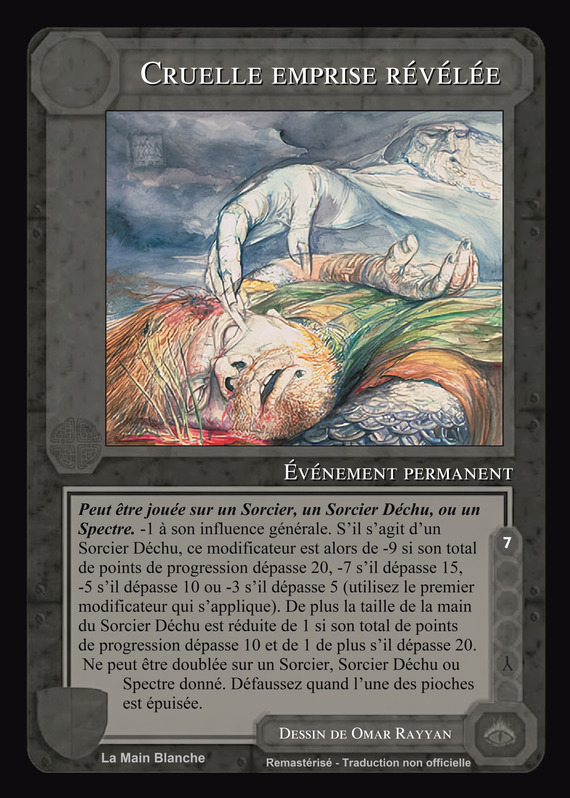 Cruelle emprise révélée
Événement permanent
Peut être jouée sur un Sorcier, un Sorcier Déchu, ou un
Spectre. -1 à son influence générale. S'il s'agit d'un
Sorcier Déchu, ce modificateur est alors de -9 si son total
de points de progression dépasse 20, -7 s'il dépasse 15,
-5 s'il dépasse 10 ou -3 s'il dépasse 5 (utilisez le premier
modificateur qui s'applique). De plus la taille de la main
du Sorcier Déchu est réduite de 1 si son total de points
de progression dépasse 10 et de 1 de plus s'il dépasse 20.
Ne peut être doublée sur un Sorcier, Sorcier Déchu ou
Spectre donné. Défaussez quand l'une des pioches
est épuisée.
7
Dessin de Omar Rayyan
La Main Blanche
Remastérisé - Traduction non officielle